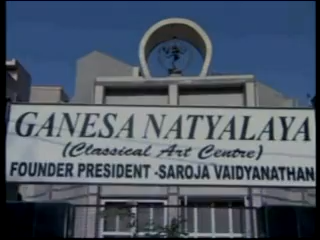 GANESA NATYALAYA
(Classical Art Centre)
FOUNDER PRESIDENT -SAROJA VAIDYANATHAN